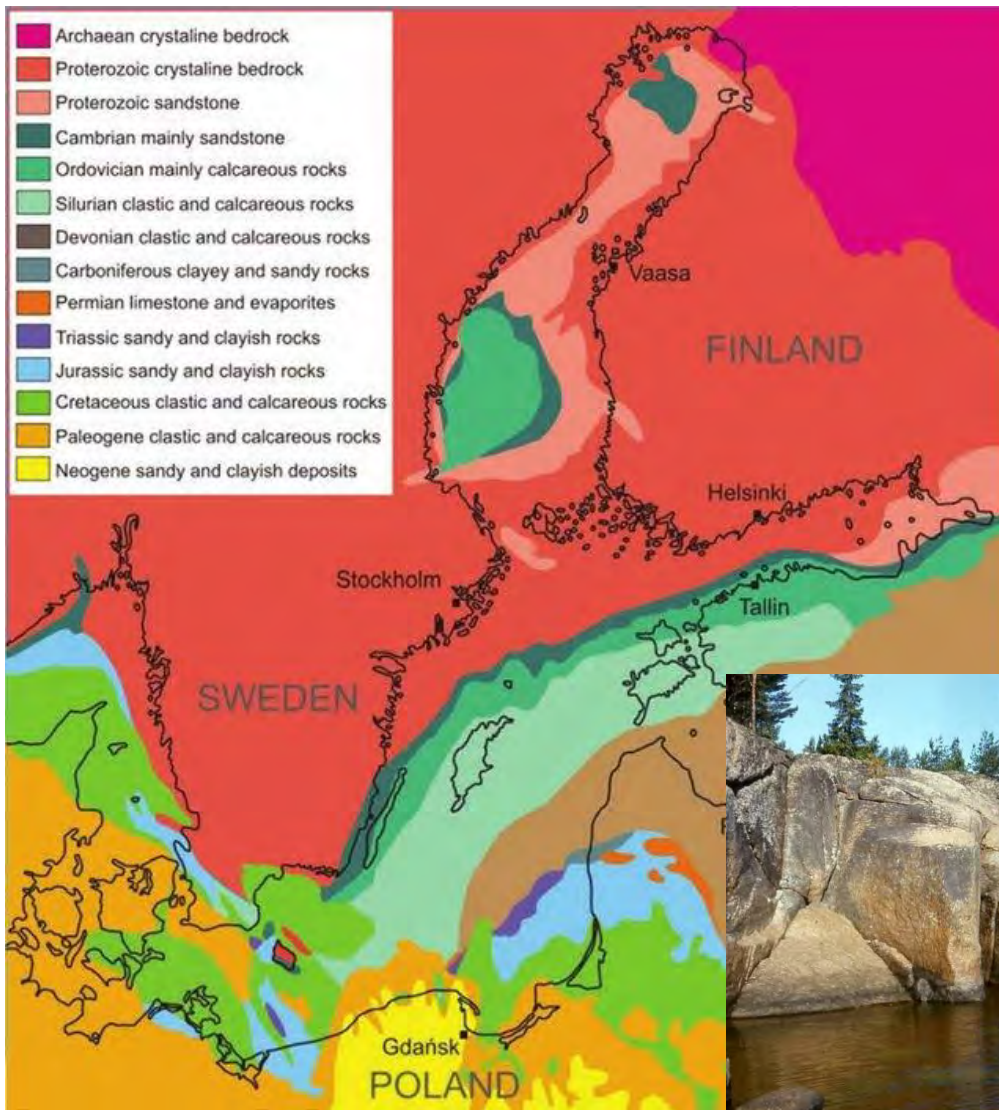 Archaean crystaline bedrock
Proterozoic crystaline bedrock
Proterozoic sandstone
Cambrian mainly sandstone
Ordovician mainly calcareous rocks
Silurian clastic and calcareous rocks
Devonian clastic and calcareous rocks
Carboniferous clayey and sandy rocks
Permian limestone and evaporites
Triassic sandy and clayish rocks
Jurassic sandy and clayish rocks
Cretaceous clastic and calcareous rocks
Paleogene clastic and calcareous rocks
Neogene sandy and clayish deposits
Vaasa
FINLAND
Helsinki
Stockholm
Tallin
SWEDEN
Gdańsk
POLAND